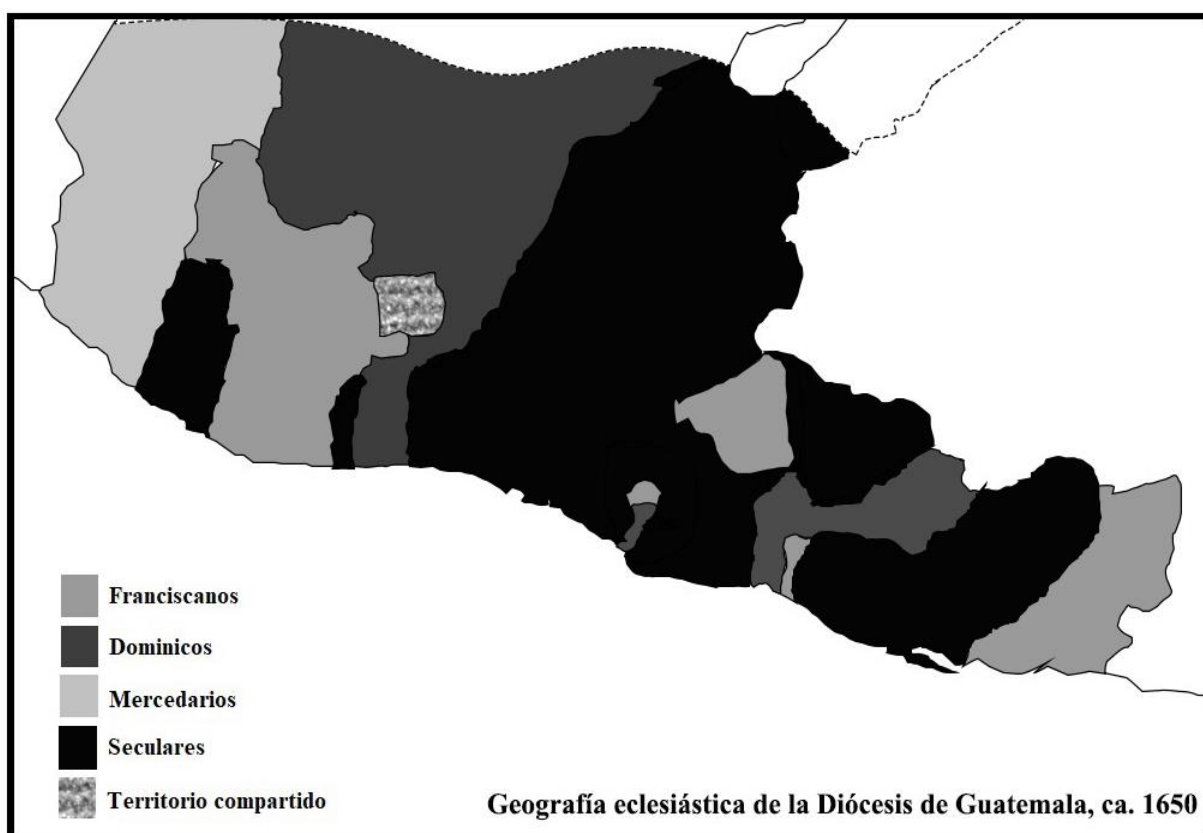 Franciscanos
Dominicos
Mercedarios
Seculares
Territorio compartido
Geografía eclesiástica de la Diócesis de Guatemala, ca. 1650